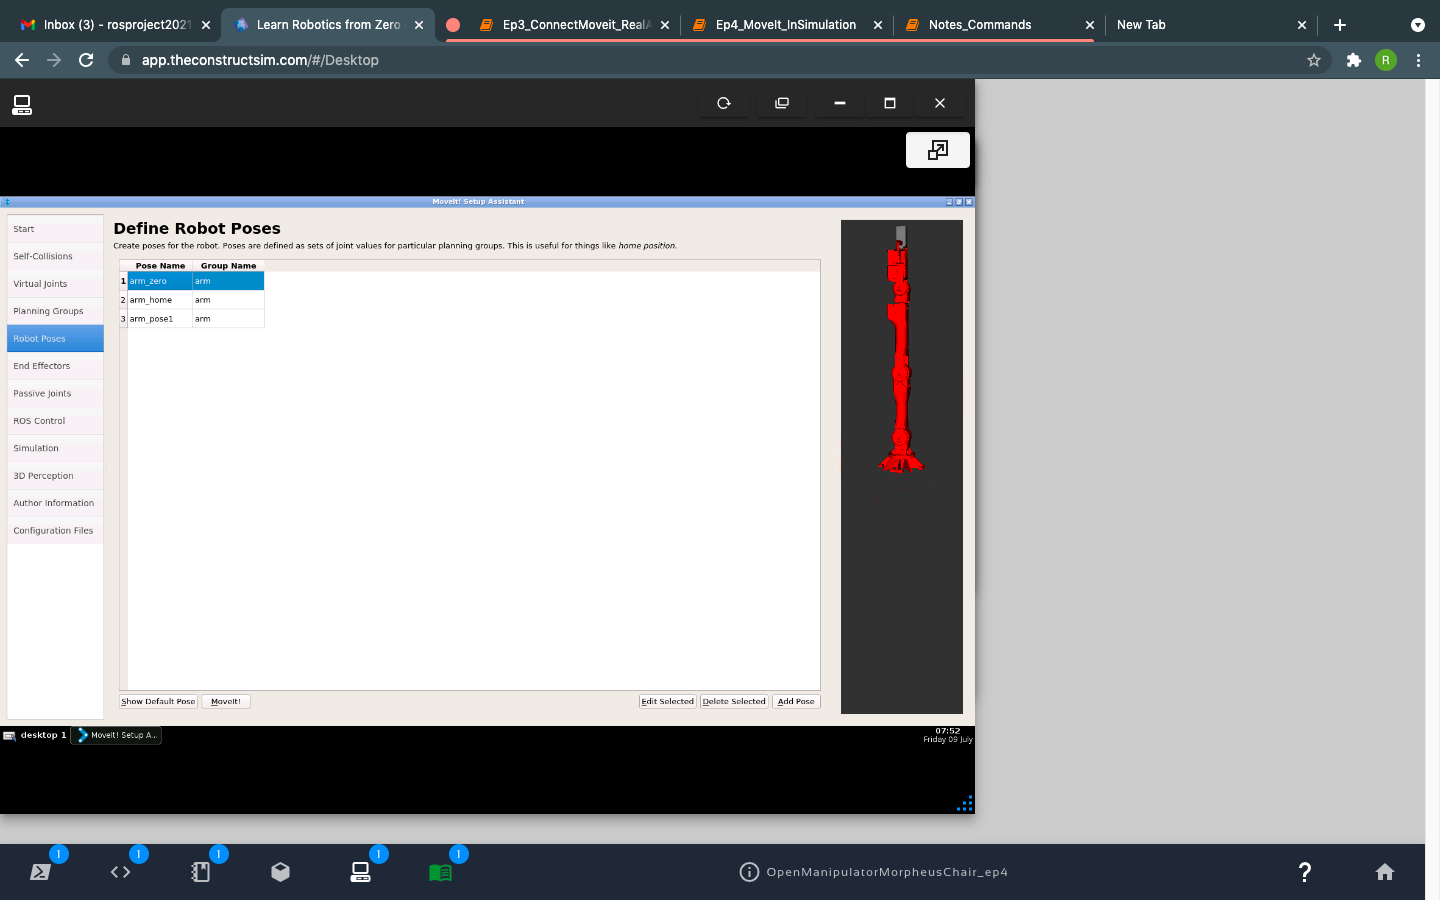 Inbox (3) - rosproject2021
Learn Robotics from Zero
Ep3_ConnectMoveit_RealA
Ep4_MoveIt_InSimulation
Notes_Commands
New Tab
app.theconstructsim.com/#/Desktop
R
MoveIt! Setup Assistant
Start
Self-Collisions
Virtual Joints
Planning Groups
Robot Poses
End Effectors
Passive Joints
ROS Control
Simulation
3D Perception
Author Information
Configuration Files
Define Robot Poses
Create poses for the robot. Poses are defined as sets of joint values for particular planning groups. This is useful for things like home position.
Pose Name Group Name
1 arm_zero arm
2 arm_home arm
3 arm_pose1 arm
Show Default Pose MoveIt! Edit Selected Delete Selected Add Pose
desktop 1 MoveIt! Setup A...
07:52
Friday 09 July
1 1 1 1 1
OpenManipulatorMorpheusChair_ep4
?